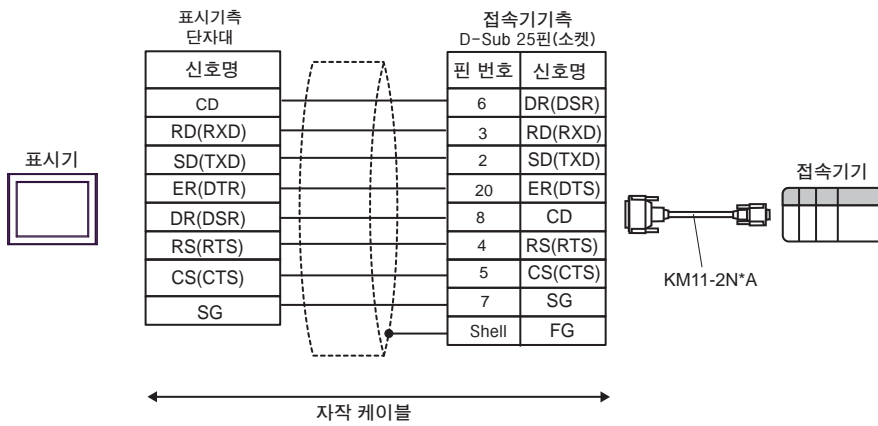 표시기측
단자대
접속기기측
D-Sub 25핀(소켓)
신호명
핀 번호 신호명
CD 6 DR(DSR)
RD(RXD) 3 RD(RXD)
SD(TXD) 2 SD(TXD)
ER(DTR) 20 ER(DTS)
DR(DSR) 8 CD
RS(RTS) 4 RS(RTS)
CS(CTS) 5 CS(CTS)
SG 7 SG
Shell FG
표시기
접속기기
KM11-2N*A
자작 케이블